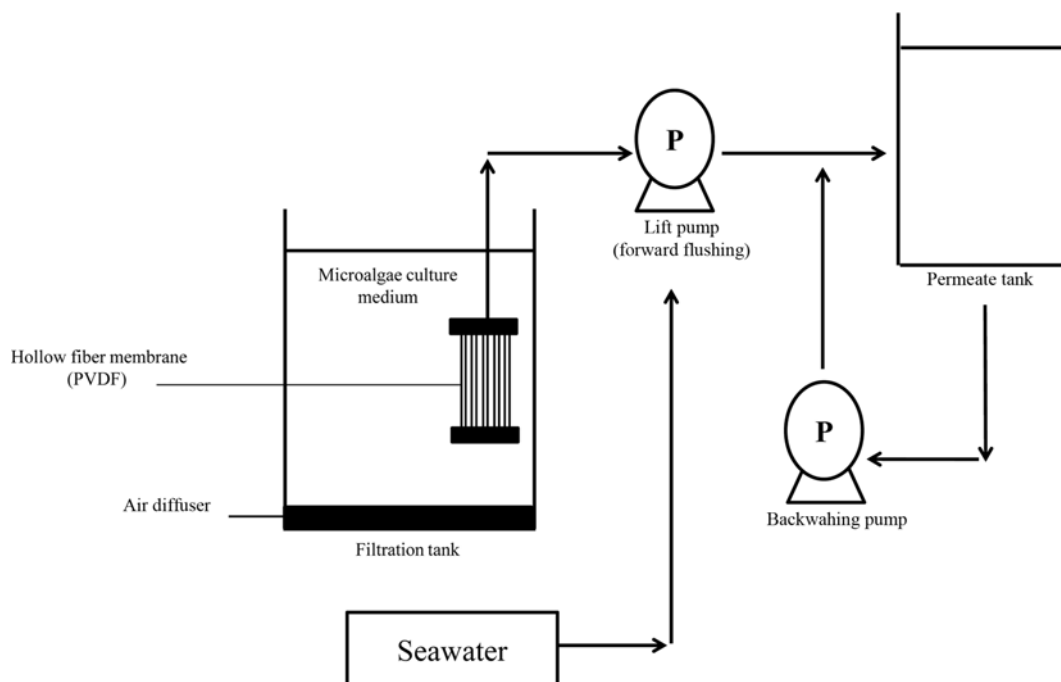 P
Lift pump
(forward flushing)
Permeate tank
Microalgae culture
medium
Hollow fiber membrane
(PVDF)
P
Backwahing pump
Air diffuser
Filtration tank
Seawater